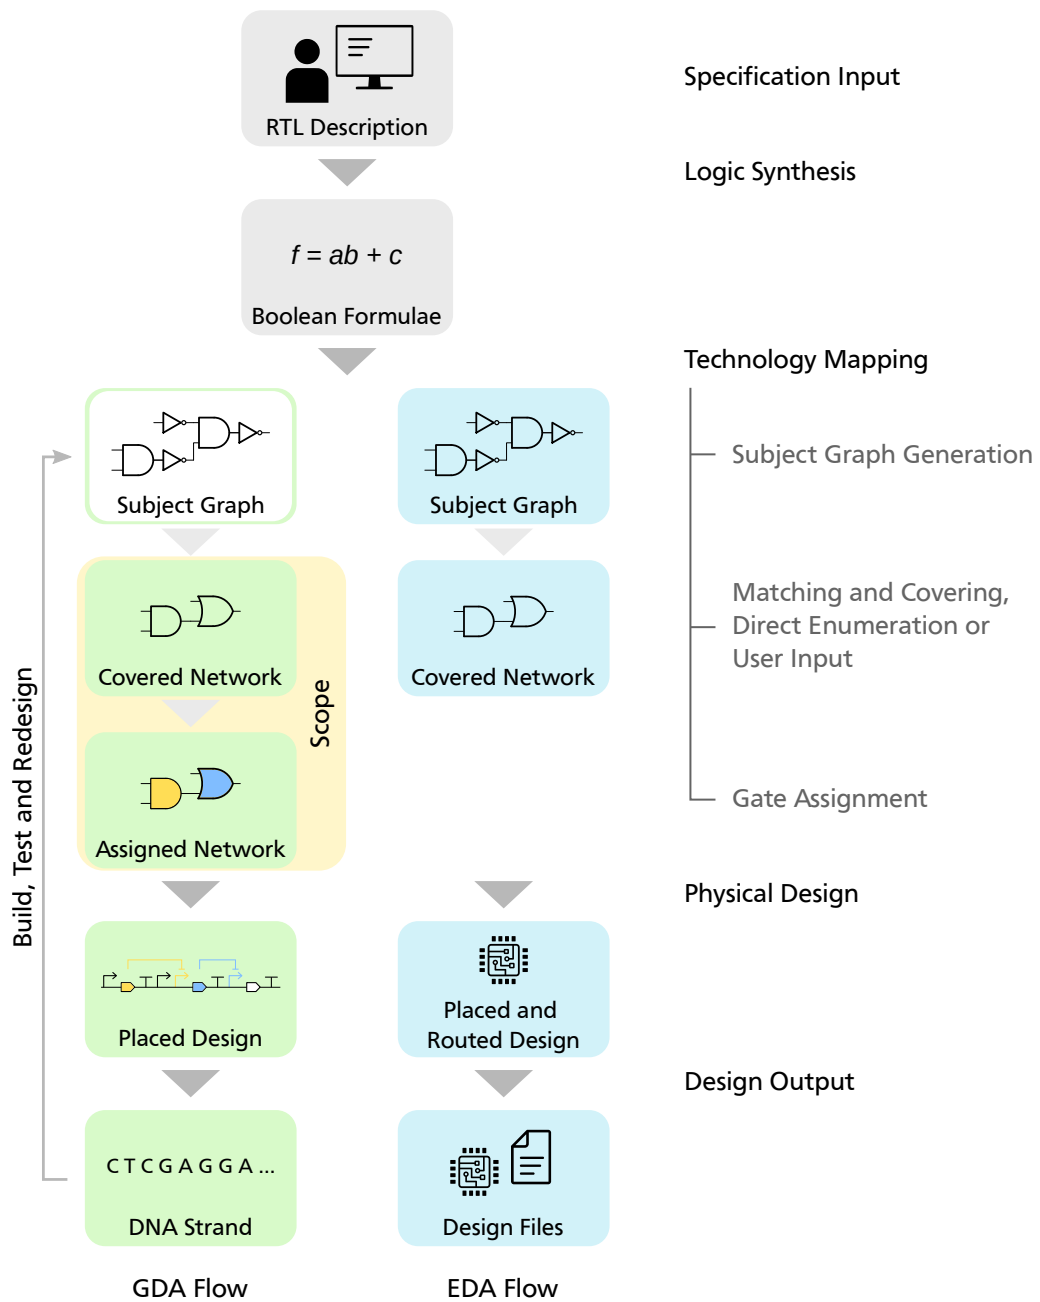 RTL Description
Specification Input
Logic Synthesis
f = ab + c
Boolean Formulae
Technology Mapping
Subject Graph
Subject Graph
Subject Graph Generation
Covered Network
Covered Network
Matching and Covering,
Direct Enumeration or
User Input
Scope
Assigned Network
Gate Assignment
Build, Test and Redesign
Physical Design
Placed Design
Placed and
Routed Design
Design Output
C T C G A G G A ...
DNA Strand
Design Files
GDA Flow
EDA Flow